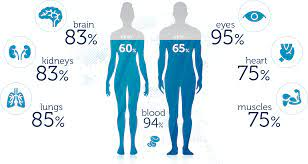 brain
83%
kidneys
83%
lungs
85%
60%
65%
blood
94%
eyes
95%
heart
75%
muscles
75%